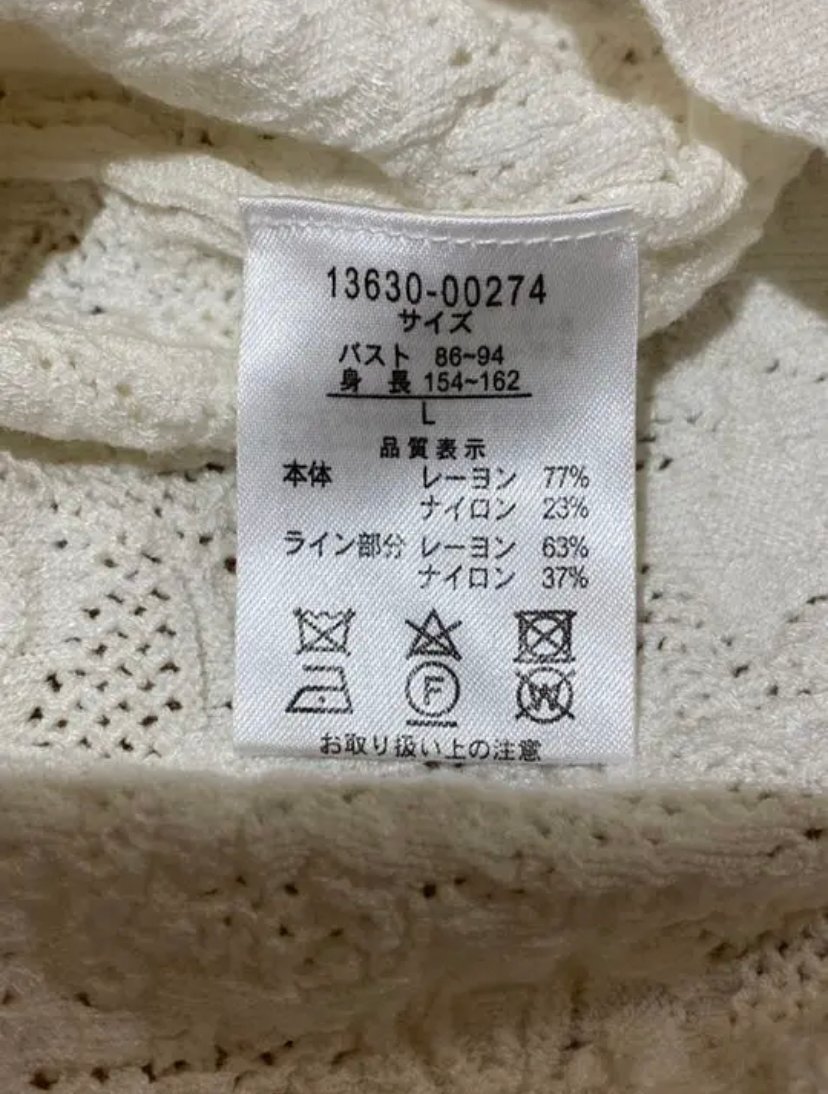 13630-00274
サイズ
バスト 86~94
身 長 154~162
L
品質表示
本体 レーヨン 77%
ナイロン 23%
ライン部分 レーヨン 63%
ナイロン 37%
F W
お取り扱い上の注意